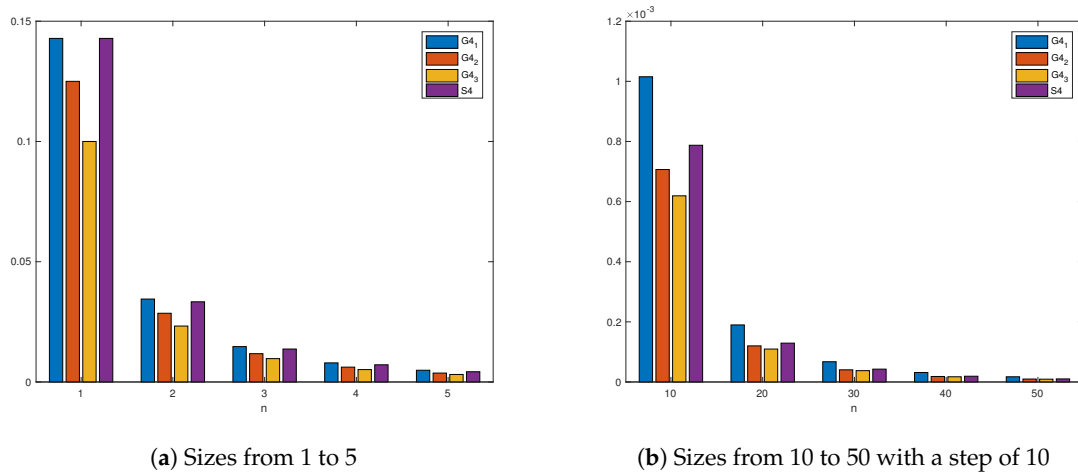 0.15
0.1
0.05
0
1 2 3 4 5
n
G4₁
G4₂
G4₃
S4
(a) Sizes from 1 to 5
×10⁻³
1.2
1
0.8
0.6
0.4
0.2
0
10 20 30 40 50
n
G4₁
G4₂
G4₃
S4
(b) Sizes from 10 to 50 with a step of 10